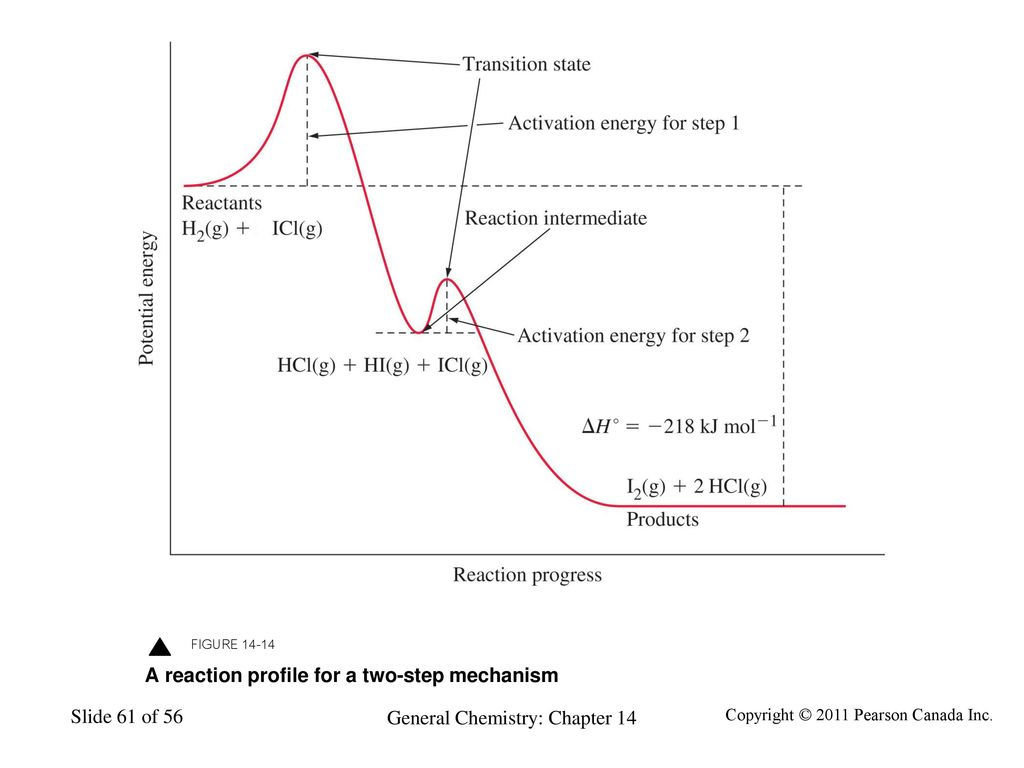 Transition state
Activation energy for step 1
Reactants
H₂(g) + ICl(g)
Reaction intermediate
Potential energy
Activation energy for step 2
HCl(g) + HI(g) + ICl(g)
ΔH° = −218 kJ mol⁻¹
I₂(g) + 2 HCl(g)
Products
Reaction progress
FIGURE 14-14
A reaction profile for a two-step mechanism
Slide 61 of 56
General Chemistry: Chapter 14
Copyright © 2011 Pearson Canada Inc.